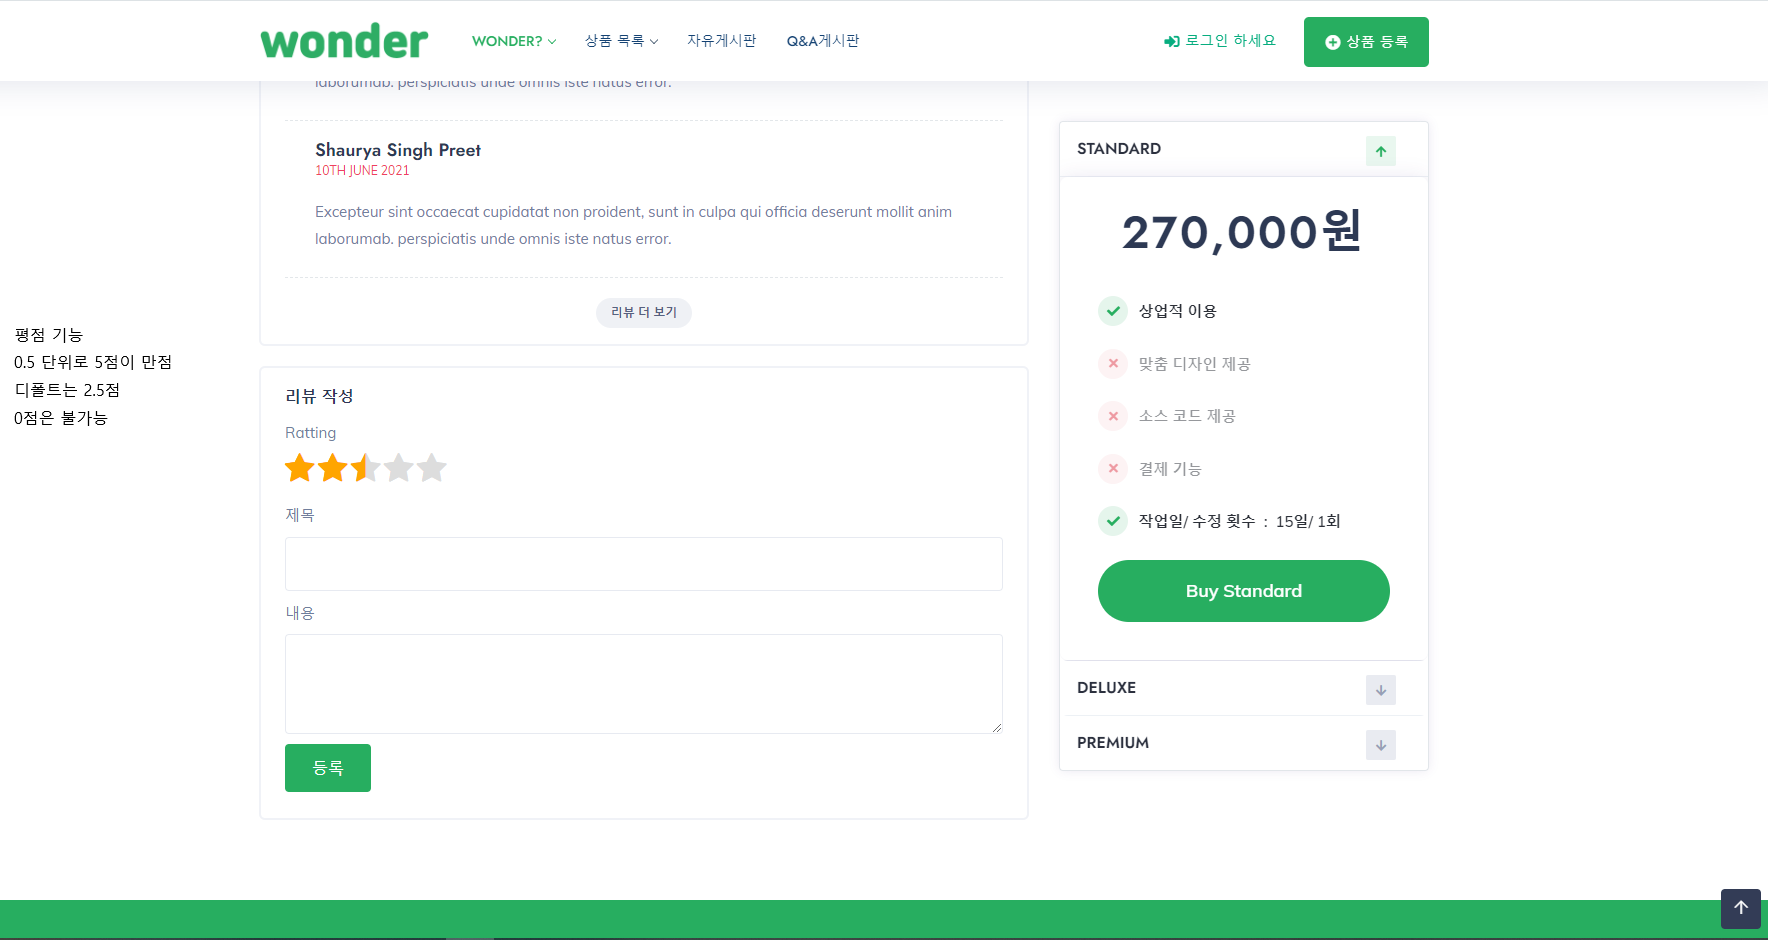 wonder
WONDER?
상품 목록
자유게시판
Q&A게시판
로그인 하세요
상품 등록
laborumab. perspiciatis unde omnis iste natus error.
Shaurya Singh Preet
10TH JUNE 2021
Excepteur sint occaecat cupidatat non proident, sunt in culpa qui officia deserunt mollit anim
laborumab. perspiciatis unde omnis iste natus error.
리뷰 더 보기
평점 기능
0.5 단위로 5점이 만점
디폴트는 2.5점
0점은 불가능
리뷰 작성
Ratting
제목
내용
등록
STANDARD
270,000원
상업적 이용
맞춤 디자인 제공
소스 코드 제공
결제 기능
작업일/ 수정 횟수 : 15일/ 1회
Buy Standard
DELUXE
PREMIUM